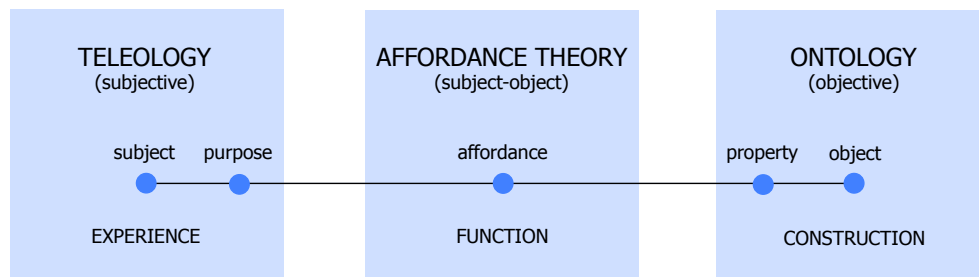 TELEOLOGY
(subjective)
subject purpose
EXPERIENCE
AFFORDANCE THEORY
(subject-object)
affordance
FUNCTION
ONTOLOGY
(objective)
property object
CONSTRUCTION